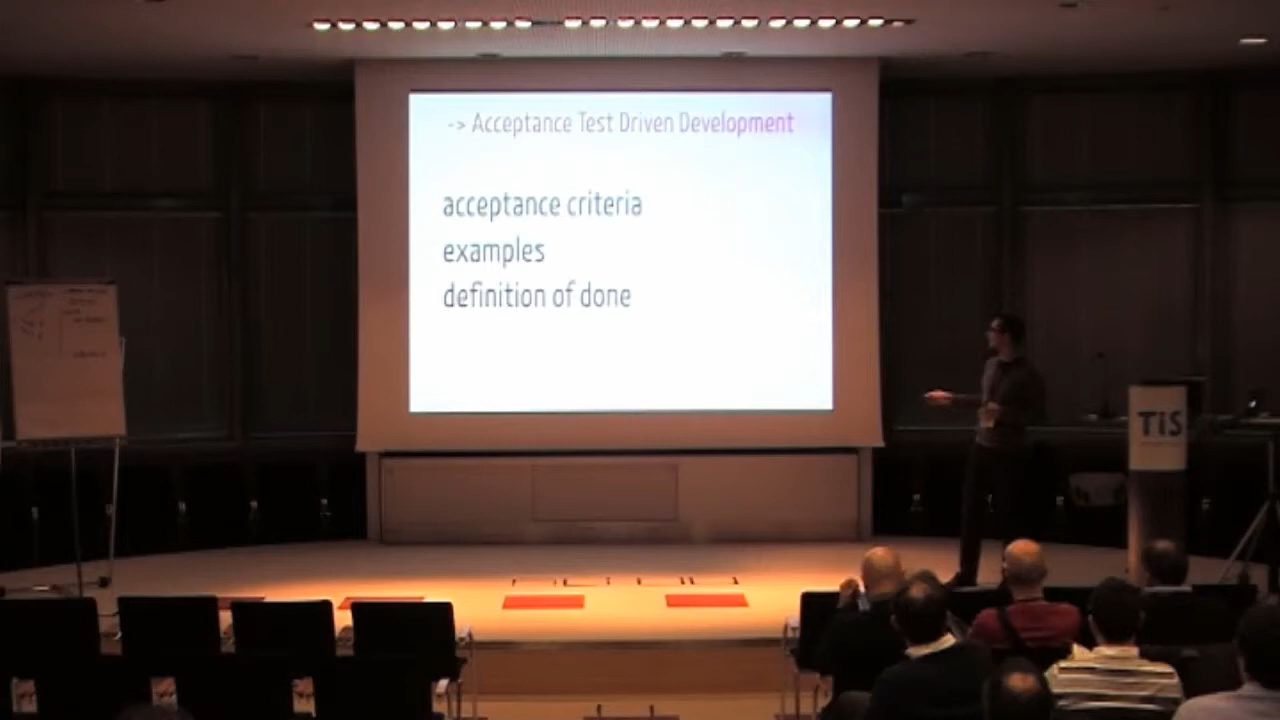 -> Acceptance Test Driven Development
acceptance criteria
examples
definition of done
TiS